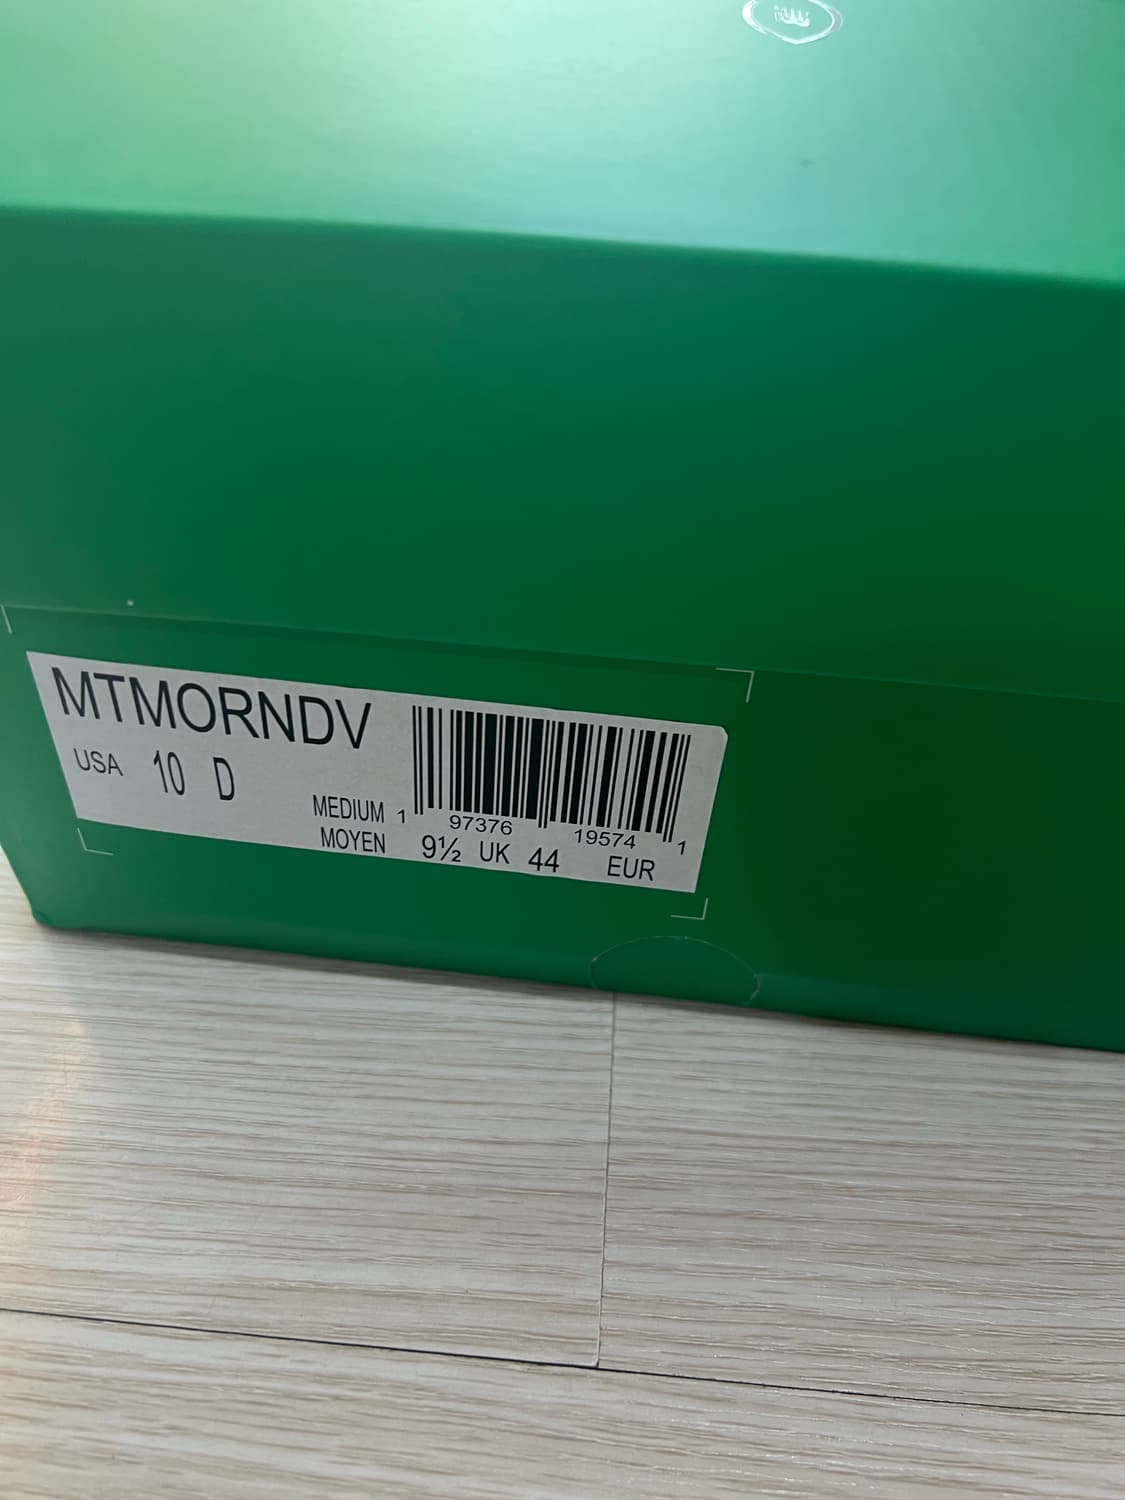 MTMORNDV
USA 10 D
MEDIUM
MOYEN
1 97376 19574 1
9½ UK 44 EUR